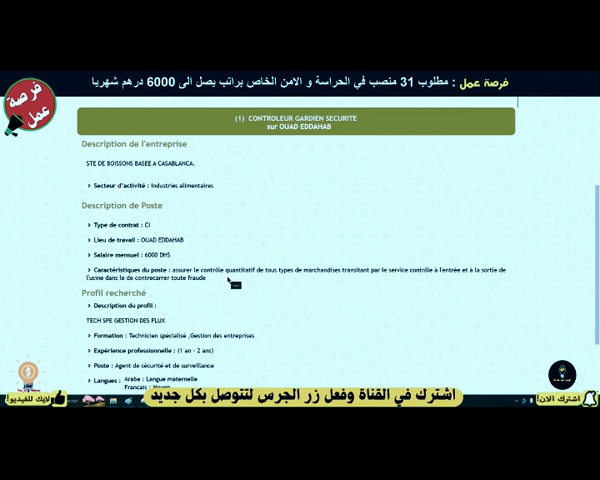 فرصة عمل : مطلوب 31 منصب في الحراسة و الامن الخاص براتب يصل الى 6000 درهم شهريا
فرصة
عمل
(1) CONTROLEUR GARDIEN SECURITE
sur OUAD EDDAHAB
Description de l'entreprise
STE DE BOISSONS BASEE A CASABLANCA.
Secteur d'activité : Industries alimentaires
Description de Poste
Type de contrat : CI
Lieu de travail : OUAD EDDAHAB
Salaire mensuel : 6000 DHS
Caractéristiques du poste : assurer le contrôle quantitatif de tous types de marchandises transitant par le service contrôle à l'entrée et à la sortie de
l'usine dans le de contrecarrer toute fraude
Profil recherché
Description du profil :
TECH SPE GESTION DES FLUX
Formation : Technicien spécialisé ,Gestion des entreprises
Expérience professionnelle : (1 an - 2 ans)
Poste : Agent de sécurité et de surveillance
Langues : Arabe : Langue maternelle
Français : Moyen
لايك للفيديو!
اشترك في القناة وفعل زر الجرس لتتوصل بكل جديد
اشترك الان!